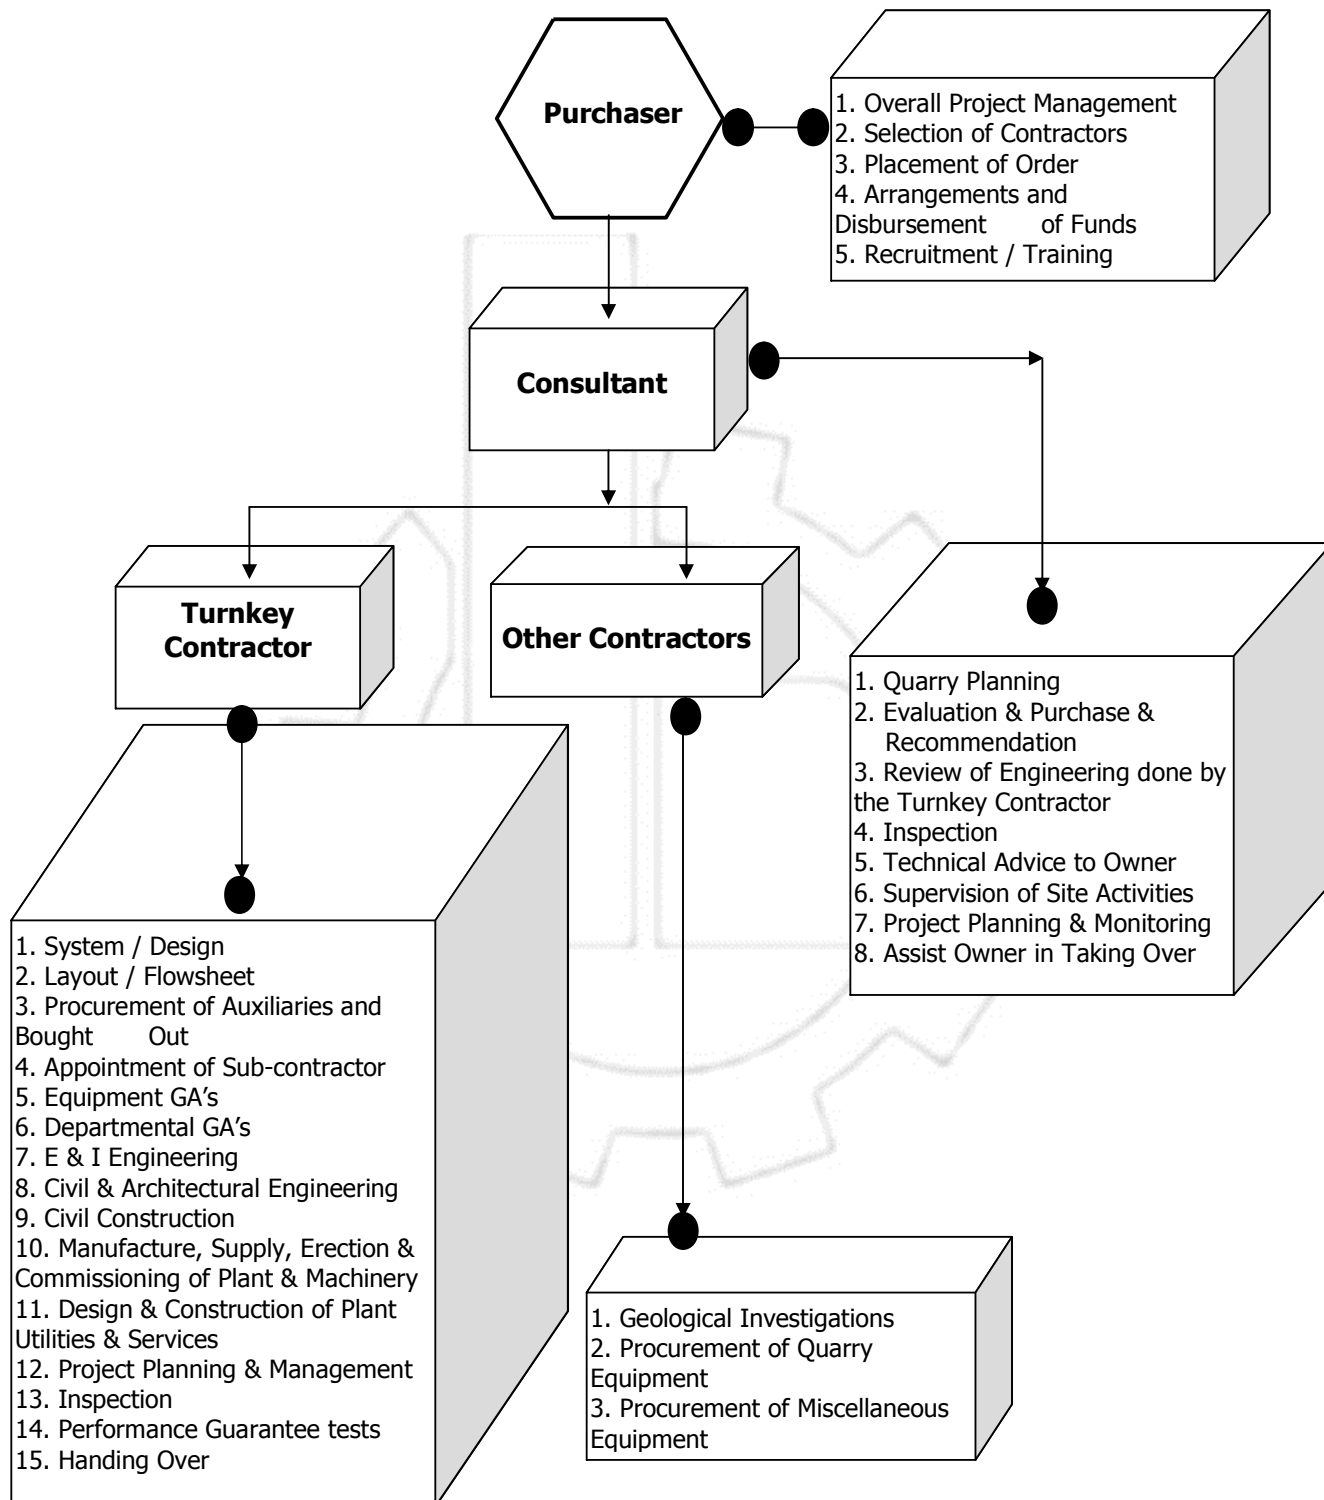 Purchaser
1. Overall Project Management
2. Selection of Contractors
3. Placement of Order
4. Arrangements and
Disbursement of Funds
5. Recruitment / Training
Consultant
Turnkey
Contractor
Other Contractors
1. Quarry Planning
2. Evaluation & Purchase &
Recommendation
3. Review of Engineering done by
the Turnkey Contractor
4. Inspection
5. Technical Advice to Owner
6. Supervision of Site Activities
7. Project Planning & Monitoring
8. Assist Owner in Taking Over
1. System / Design
2. Layout / Flowsheet
3. Procurement of Auxiliaries and
Bought Out
4. Appointment of Sub-contractor
5. Equipment GA’s
6. Departmental GA’s
7. E & I Engineering
8. Civil & Architectural Engineering
9. Civil Construction
10. Manufacture, Supply, Erection &
Commissioning of Plant & Machinery
11. Design & Construction of Plant
Utilities & Services
12. Project Planning & Management
13. Inspection
14. Performance Guarantee tests
15. Handing Over
1. Geological Investigations
2. Procurement of Quarry
Equipment
3. Procurement of Miscellaneous
Equipment